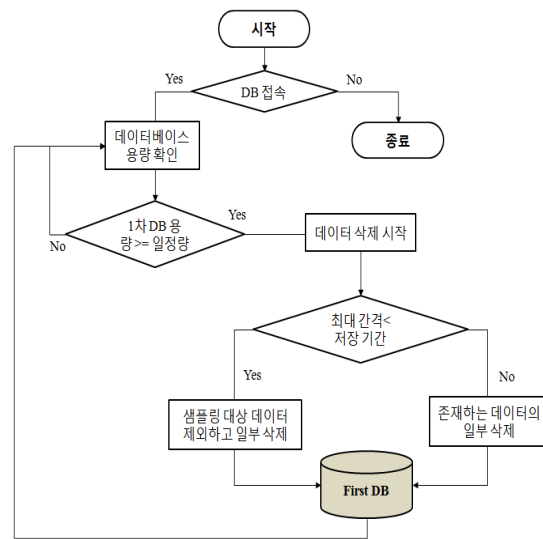 시작
Yes
DB 접속
No
데이터베이스
용량 확인
종료
1차 DB 용
량 >= 일정량
Yes
No
데이터 삭제 시작
최대 간격<
저장 기간
Yes
No
샘플링 대상 데이터
제외하고 일부 삭제
존재하는 데이터의
일부 삭제
First DB